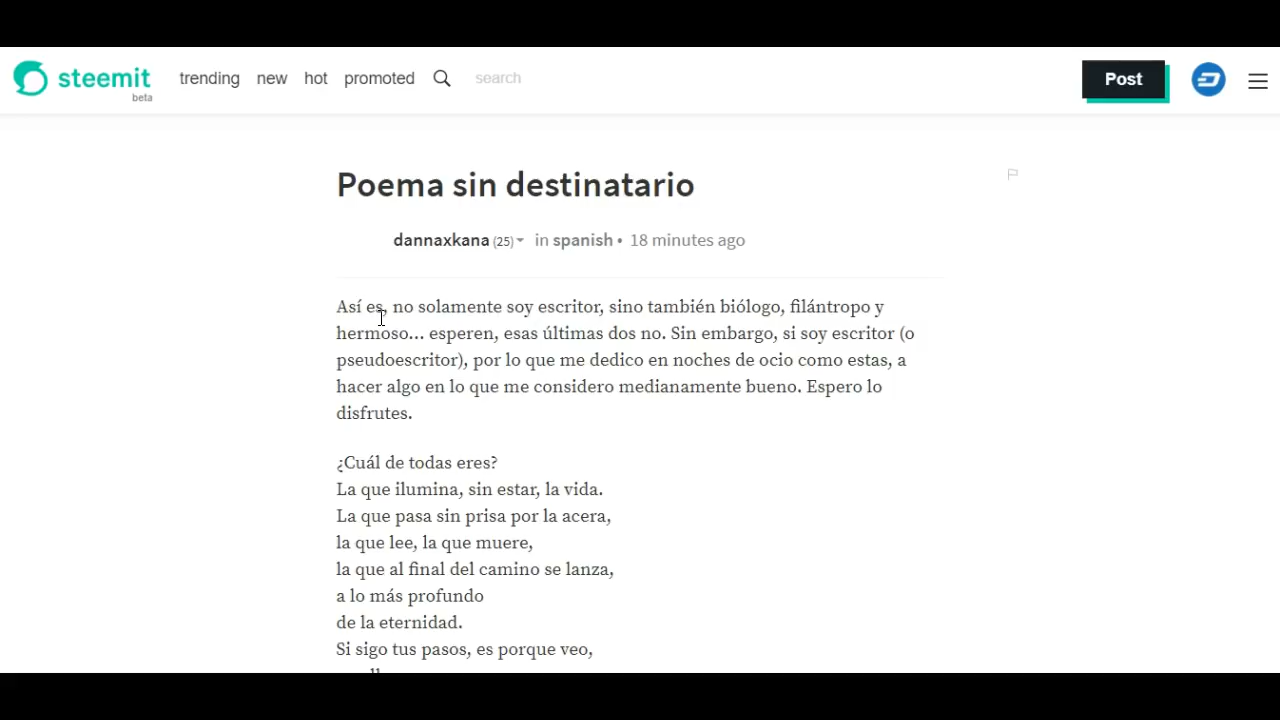 steemit
beta
trending new hot promoted search
Post
Poema sin destinatario
dannaxkana (25) in spanish • 18 minutes ago
Así es, no solamente soy escritor, sino también biólogo, filántropo y
hermoso... esperen, esas últimas dos no. Sin embargo, si soy escritor (o
pseudoescritor), por lo que me dedico en noches de ocio como estas, a
hacer algo en lo que me considero medianamente bueno. Espero lo
disfrutes.
¿Cuál de todas eres?
La que ilumina, sin estar, la vida.
La que pasa sin prisa por la acera,
la que lee, la que muere,
la que al final del camino se lanza,
a lo más profundo
de la eternidad.
Si sigo tus pasos, es porque veo,